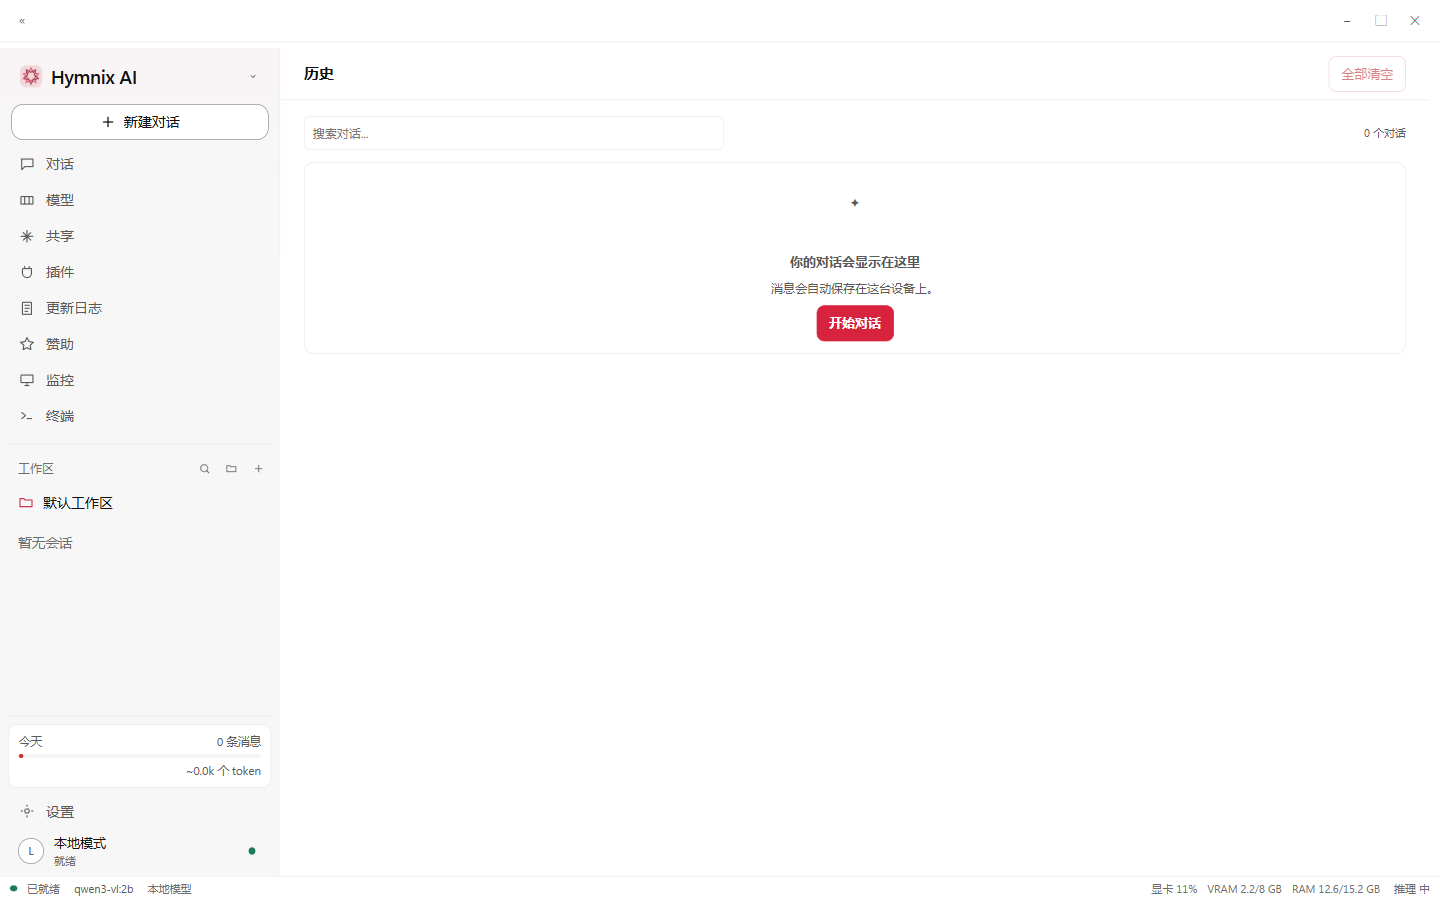 «
Hymnix AI
新建对话
对话
模型
共享
插件
更新日志
赞助
监控
终端
工作区
默认工作区
暂无会话
今天
0 条消息
~0.0k 个 token
设置
L
本地模式
就绪
历史
全部清空
搜索对话...
0 个对话
你的对话会显示在这里
消息会自动保存在这台设备上。
开始对话
已就绪 qwen3-vl:2b 本地模型
显卡 11% VRAM 2.2/8 GB RAM 12.6/15.2 GB 推理 中